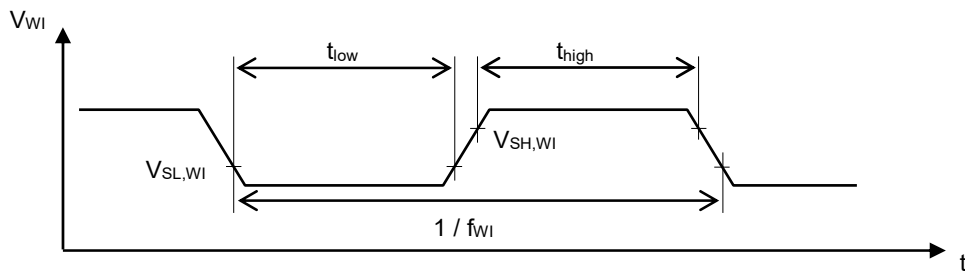 VWI
tlow
thigh
VSH,WI
VSL,WI
1 / fWI
t